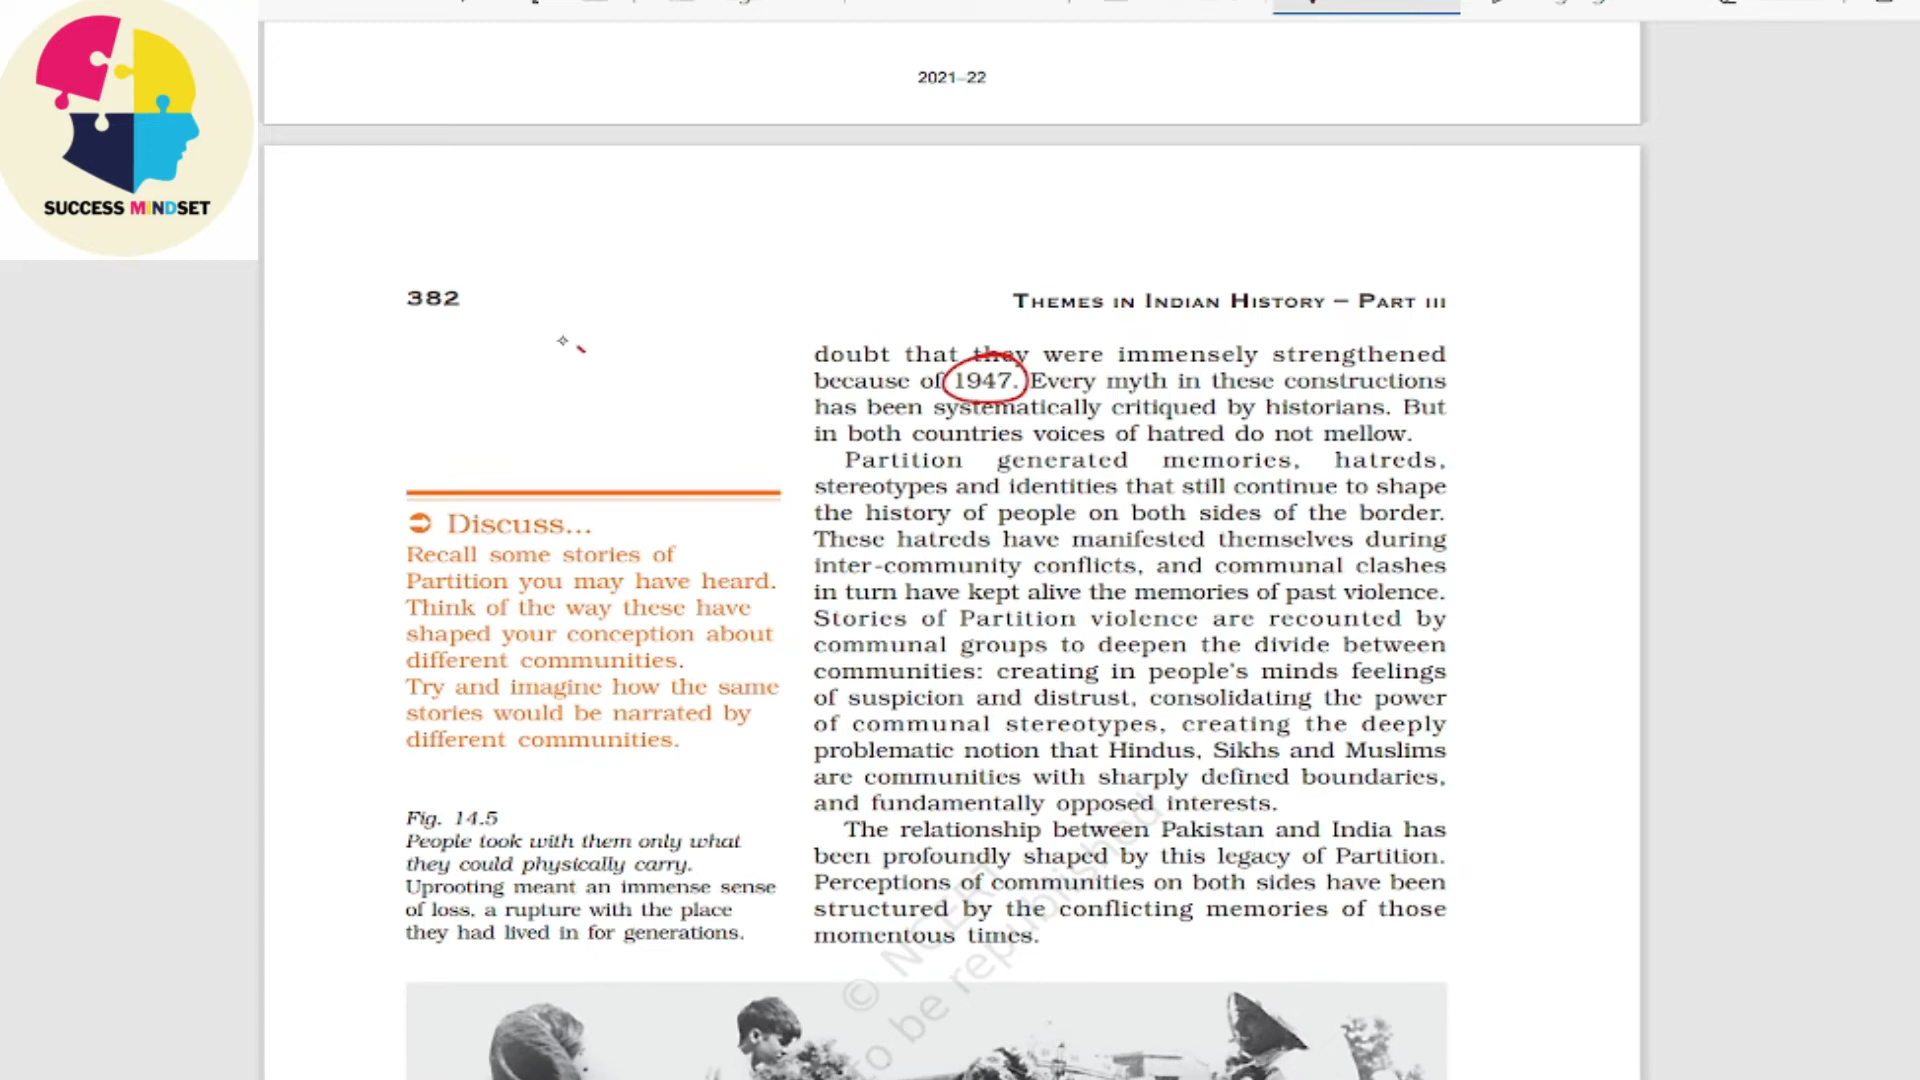 SUCCESS MINDSET
2021–22
382
THEMES IN INDIAN HISTORY – PART III
doubt that they were immensely strengthened
because of 1947. Every myth in these constructions
has been systematically critiqued by historians. But
in both countries voices of hatred do not mellow.
Partition generated memories, hatreds,
stereotypes and identities that still continue to shape
the history of people on both sides of the border.
These hatreds have manifested themselves during
inter-community conflicts, and communal clashes
in turn have kept alive the memories of past violence.
Stories of Partition violence are recounted by
communal groups to deepen the divide between
communities: creating in people's minds feelings
of suspicion and distrust, consolidating the power
of communal stereotypes, creating the deeply
problematic notion that Hindus, Sikhs and Muslims
are communities with sharply defined boundaries,
and fundamentally opposed interests.
The relationship between Pakistan and India has
been profoundly shaped by this legacy of Partition.
Perceptions of communities on both sides have been
structured by the conflicting memories of those
momentous times.
Discuss...
Recall some stories of
Partition you may have heard.
Think of the way these have
shaped your conception about
different communities.
Try and imagine how the same
stories would be narrated by
different communities.
Fig. 14.5
People took with them only what
they could physically carry.
Uprooting meant an immense sense
of loss, a rupture with the place
they had lived in for generations.
© NCERT
to be republished